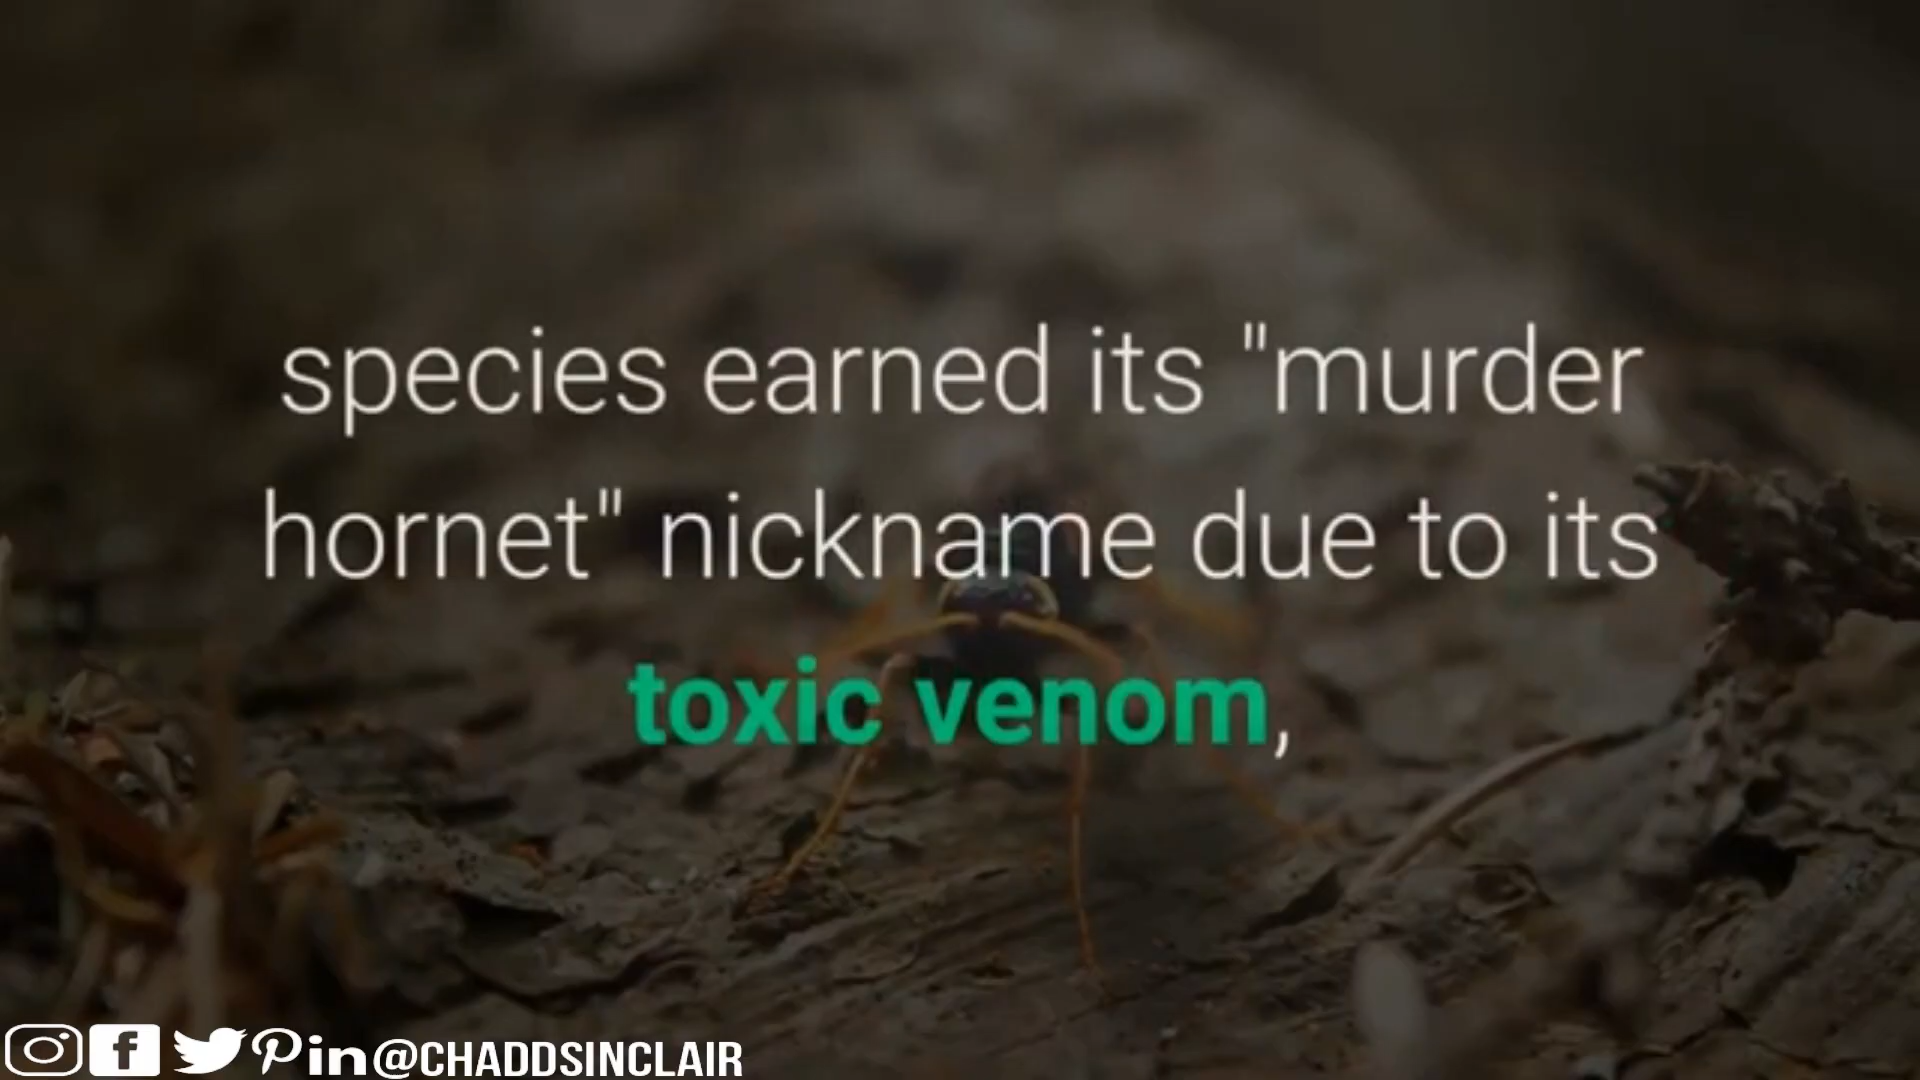 species earned its "murder
hornet" nickname due to its
toxic venom,
@CHADDSINCLAIR